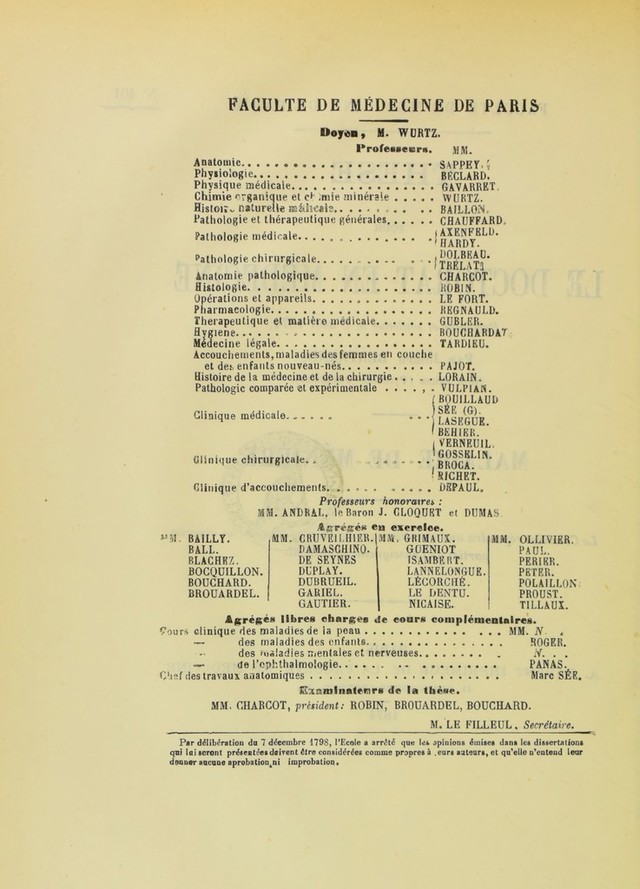 FACULTE DE MÉDECINE DE PARIS
Doyen, M. WURTZ.
Professeurs. MM.
Anatomie. . . . . . . . . . . . . . . . . . . SAPPEY.
Physiologie. . . . . . . . . . . . . . . . . . BÉCLARD.
Physique médicale. . . . . . . . . . . . . . . . GAVARRET.
Chimie organique et chimie minérale . . . . . WURTZ.
Histoire naturelle médicale. . . . . . . . . . . BAILLON.
Pathologie et thérapeutique générales. . . . . . CHAUFFARD.
Pathologie médicale. . . . . . . . . . . . . { AXENFELD.
HARDY.
Pathologie chirurgicale. . . . . . . . . . . { DOLBEAU.
TRÉLAT
Anatomie pathologique. . . . . . . . . . . . . CHARCOT.
Histologie. . . . . . . . . . . . . . . . . . . ROBIN.
Opérations et appareils. . . . . . . . . . . . . LE FORT.
Pharmacologie. . . . . . . . . . . . . . . . . REGNAULD.
Therapeutique et matière médicale. . . . . . . GUBLER.
Hygiene. . . . . . . . . . . . . . . . . . . . BOUCHARDAT
Médecine légale. . . . . . . . . . . . . . . . TARDIEU.
Accouchements, maladies des femmes en couche
et des enfants nouveau-nés. . . . . . . . . . . PAJOT.
Histoire de la médecine et de la chirurgie . . . . . LORAIN.
Pathologie comparée et expérimentale . . . . , . VULPIAN.
Clinique médicale. . . . . . . . . { BOUILLAUD
SÉE (G).
LASEGUE.
BEHIER.
Clinique chirurgicale. . . . . . . . . { VERNEUIL.
GOSSELIN.
BROCA.
RICHET.
Clinique d'accouchements. . . . . . . . . . . . DEPAUL.
Professeurs honoraires :
MM. ANDRAL, le Baron J. CLOQUET et DUMAS
Agrégés en exercice.
MM. BAILLY. MM. CRUVEILHIER. MM. GRIMAUX. MM. OLLIVIER.
BALL. DAMASCHINO. GUENIOT PAUL.
BLACHEZ. DE SEYNES ISAMBERT. PERIER.
BOCQUILLON. DUPLAY. LANNELONGUE. PETER.
BOUCHARD. DUBRUEIL. LÉCORCHÉ. POLAILLON
BROUARDEL. GARIEL. LE DENTU. PROUST.
GAUTIER. NICAISE. TILLAUX.
Agrégés libres chargés de cours complémentaires.
Cours clinique des maladies de la peau . . . . . . . . . . . . . . . MM. N .
— des maladies des enfants. . . . . . . . . . . . . . . . . ROGER.
— des maladies mentales et nerveuses. . . . . . . . . N. . .
— de l'ophthalmologie. . . . . . . . . . . . . . . . . PANAS.
Chef des travaux anatomiques . . . . . . . . . . . . . . . . . . . . Marc SÉE.
Examinateurs de la thèse.
MM. CHARCOT, président: ROBIN, BROUARDEL, BOUCHARD.
M. LE FILLEUL, Secrétaire.
Par délibération du 7 décembre 1798, l'Ecole a arrêté que les opinions émises dans les dissertations
qui lui seront présentées doivent être considérées comme propres à leurs auteurs, et qu'elle n'entend leur
donner aucune aprobation, ni improbation.